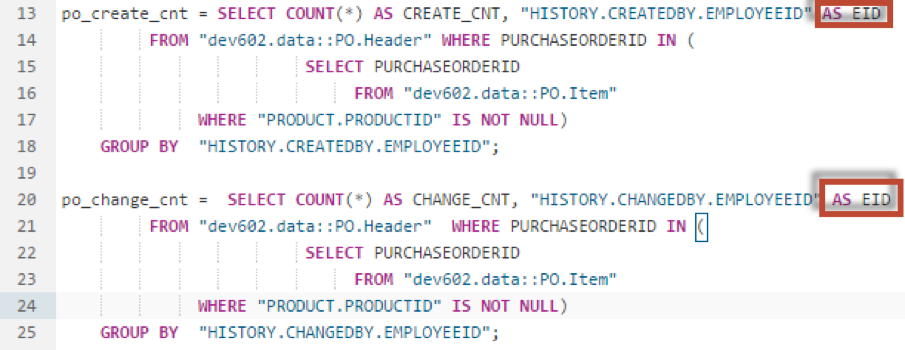 13 po_create_cnt = SELECT COUNT(*) AS CREATE_CNT, "HISTORY.CREATEDBY.EMPLOYEEID" AS EID
14 FROM "dev602.data::PO.Header" WHERE PURCHASEORDERID IN (
15 SELECT PURCHASEORDERID
16 FROM "dev602.data::PO.Item"
17 WHERE "PRODUCT.PRODUCTID" IS NOT NULL)
18 GROUP BY "HISTORY.CREATEDBY.EMPLOYEEID";
19
20 po_change_cnt = SELECT COUNT(*) AS CHANGE_CNT, "HISTORY.CHANGEDBY.EMPLOYEEID" AS EID
21 FROM "dev602.data::PO.Header" WHERE PURCHASEORDERID IN (
22 SELECT PURCHASEORDERID
23 FROM "dev602.data::PO.Item"
24 WHERE "PRODUCT.PRODUCTID" IS NOT NULL)
25 GROUP BY "HISTORY.CHANGEDBY.EMPLOYEEID";